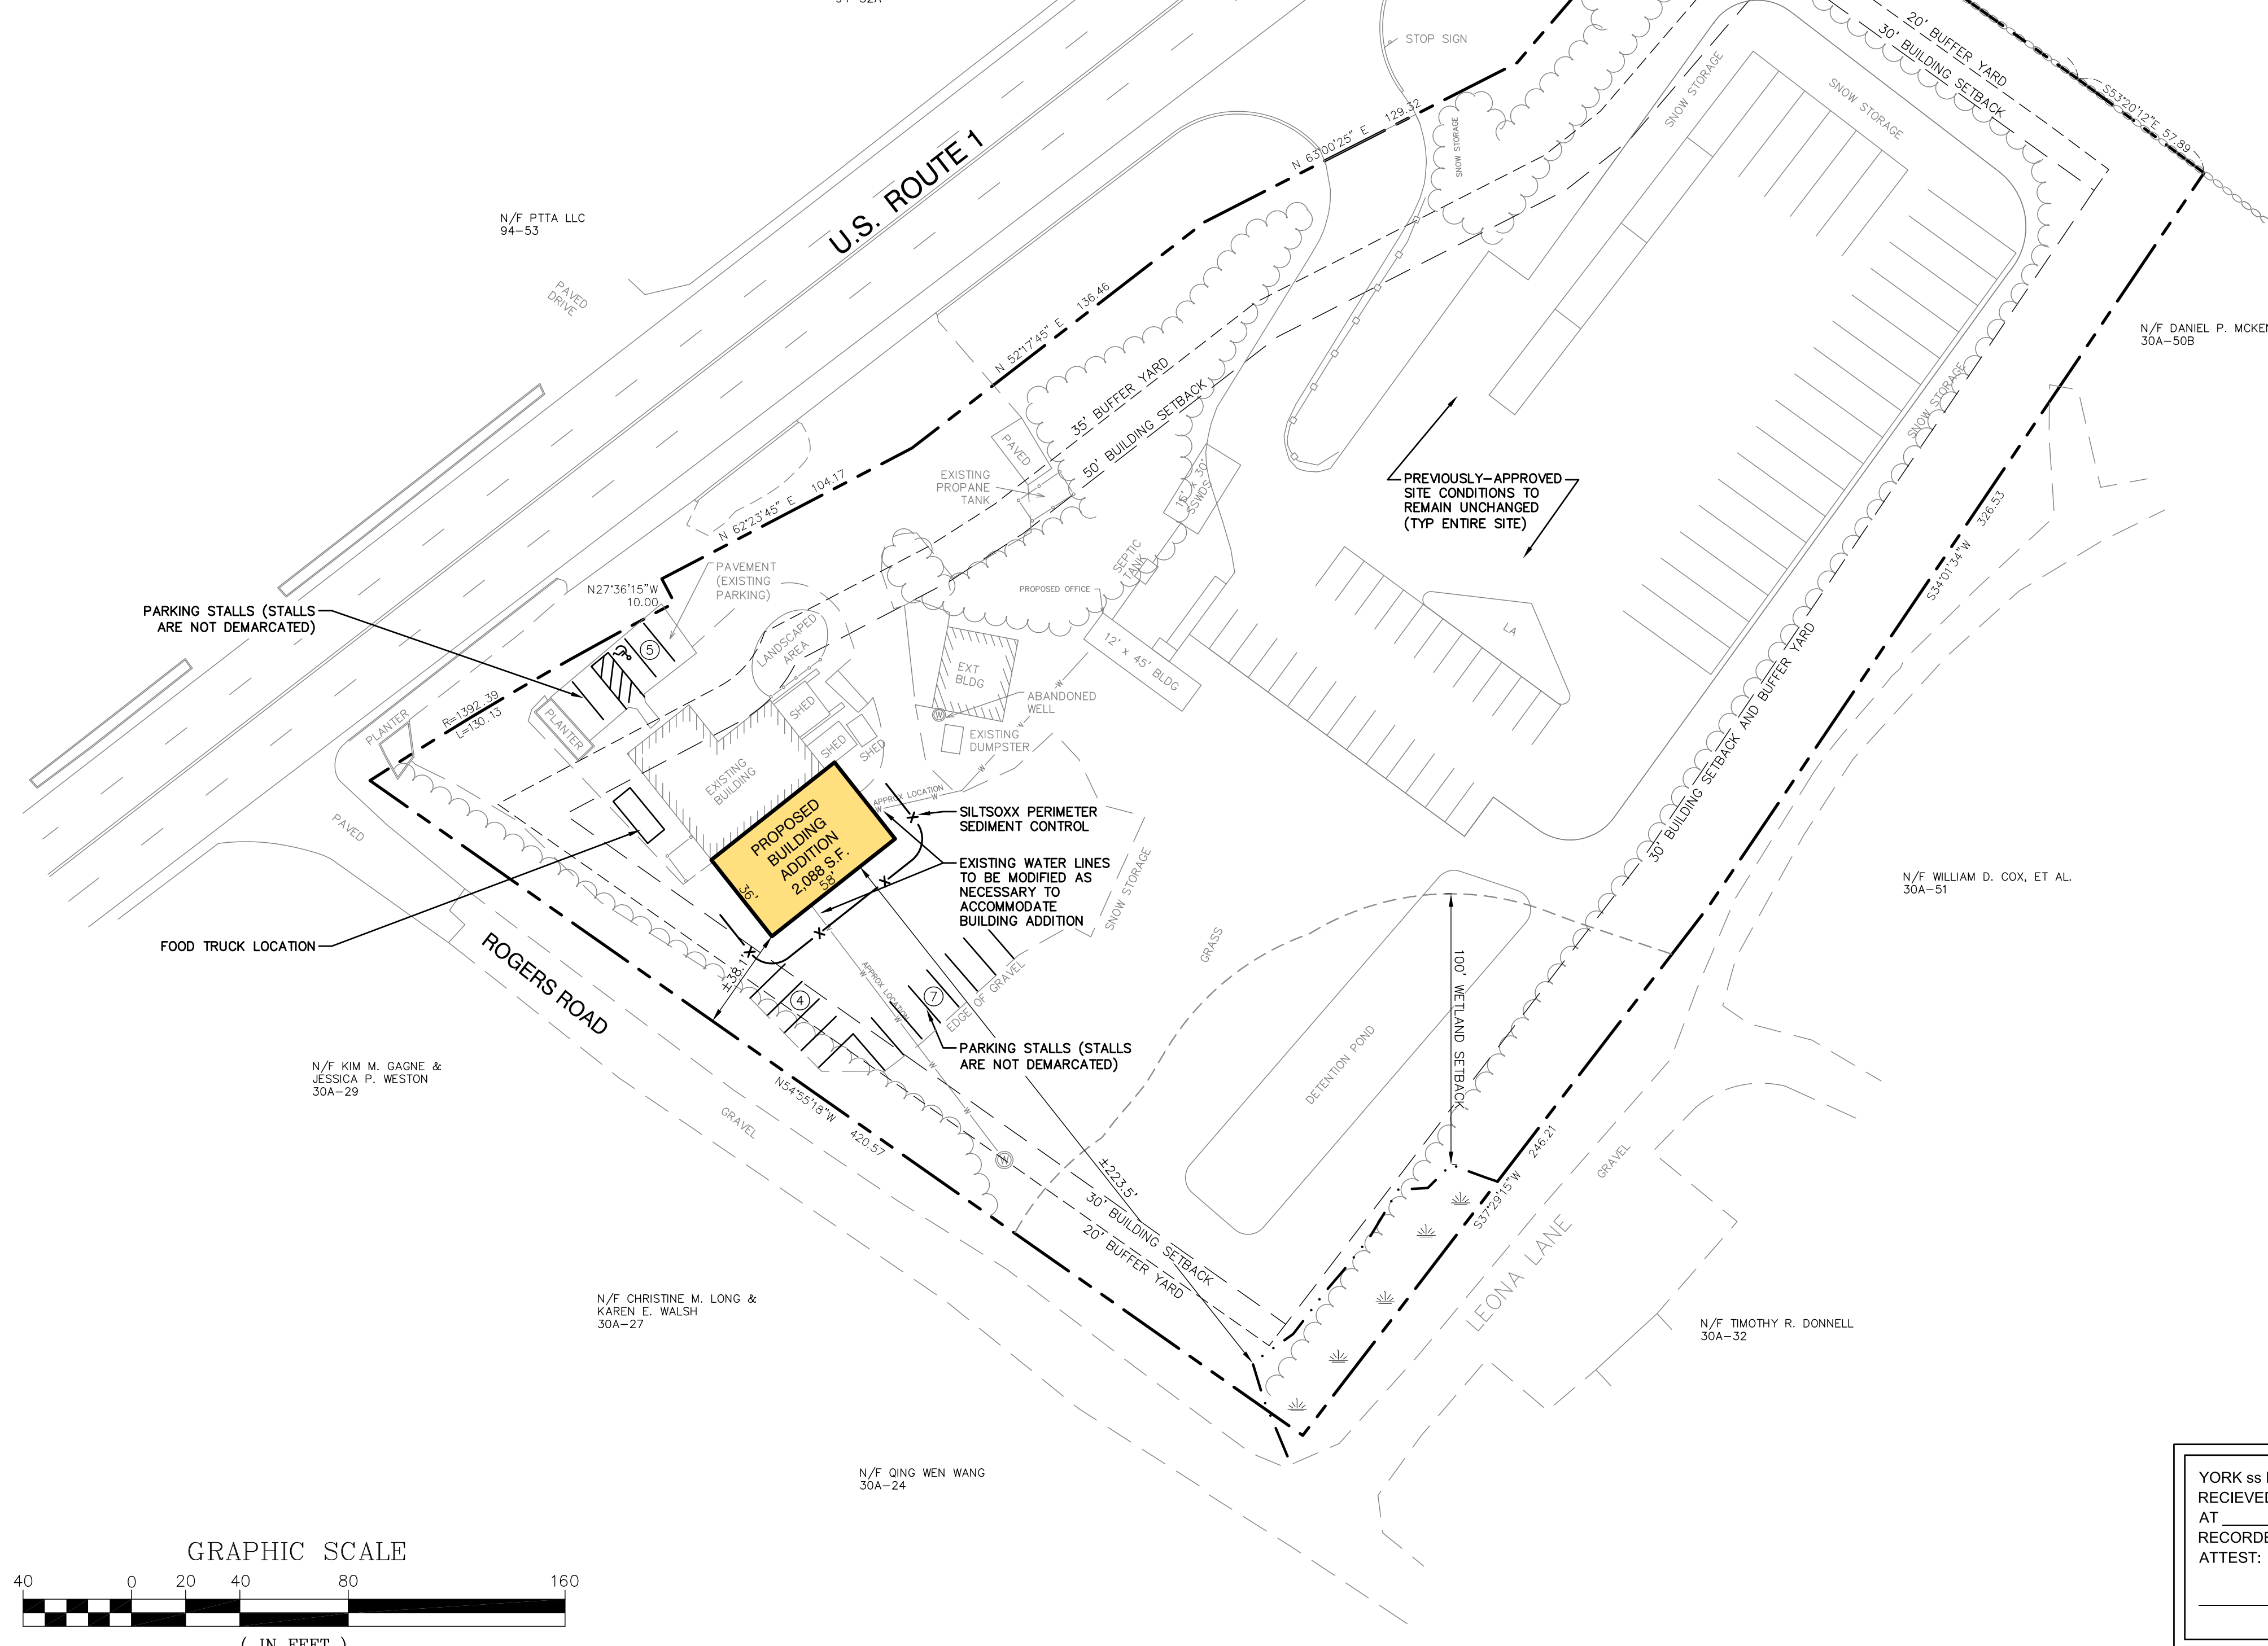 STOP SIGN
SNOW STORAGE
SNOW STORAGE
SNOW STORAGE
20' BUFFER YARD
30' BUILDING SETBACK
S53°20'12"E 57.89
N 63°00'25" E 129.32
U.S. ROUTE 1
N/F PTTA LLC
94-53
PAVED
DRIVE
N 52°17'45" E 136.46
35' BUFFER YARD
50' BUILDING SETBACK
N/F DANIEL P.
30A-50B
SNOW STORAGE
PAVED
EXISTING
PROPANE
TANK
N 62°23'45" E 104.17
15' x 30'
SSWDS
SEPTIC
TANK
PREVIOUSLY-APPROVED
SITE CONDITIONS TO
REMAIN UNCHANGED
(TYP ENTIRE SITE)
S34°01'34"W 326.53
PAVEMENT
(EXISTING
PARKING)
N27°36'15"W
10.00
PARKING STALLS (STALLS
ARE NOT DEMARCATED)
5
PROPOSED OFFICE
12' x 45' BLDG
LA
LANDSCAPED
AREA
EXT
BLDG
ABANDONED
WELL
W
EXISTING
DUMPSTER
W
W
W
R=1392.39
L=130.13
PLANTER
PLANTER
SHED
SHED
SHED
EXISTING
BUILDING
30' BUILDING SETBACK AND BUFFER YARD
PAVED
PROPOSED
BUILDING
ADDITION
2,088 S.F.
58'
36'
APPROX LOCATION
W
W
SILTSOXX PERIMETER
SEDIMENT CONTROL
EXISTING WATER LINES
TO BE MODIFIED AS
NECESSARY TO
ACCOMMODATE
BUILDING ADDITION
SNOW STORAGE
N/F WILLIAM D. COX, ET AL.
30A-51
FOOD TRUCK LOCATION
ROGERS ROAD
±38.1'
APPROX LOCATION
W
W
4
7
EDGE OF GRAVEL
GRASS
100' WETLAND SETBACK
PARKING STALLS (STALLS
ARE NOT DEMARCATED)
DETENTION POND
N/F KIM M. GAGNE &
JESSICA P. WESTON
30A-29
N54°55'18"W 420.57
GRAVEL
W
W
W
±223.5'
30' BUILDING SETBACK
20' BUFFER YARD
S37°29'15"W 246.21
GRAVEL
LEONA LANE
N/F CHRISTINE M. LONG &
KAREN E. WALSH
30A-27
N/F TIMOTHY R. DONNELL
30A-32
N/F QING WEN WANG
30A-24
YORK ss
RECIEVED
AT
ATTEST:
GRAPHIC SCALE
40 0 20 40 80 160
( IN FEET )